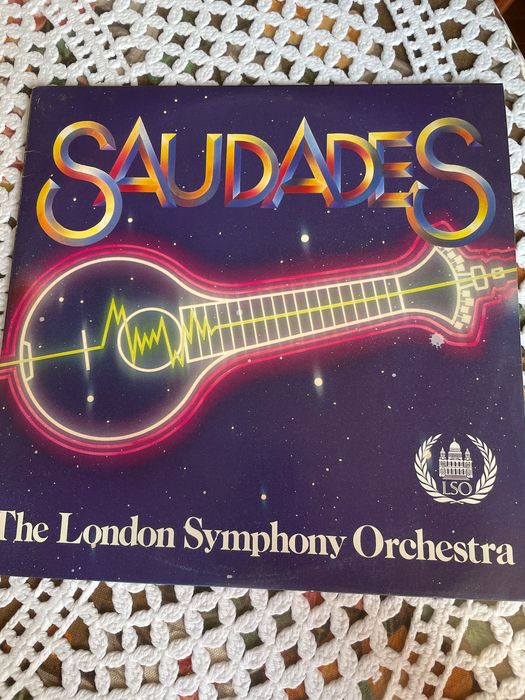 SAUDADES
LSO
The London Symphony Orchestra